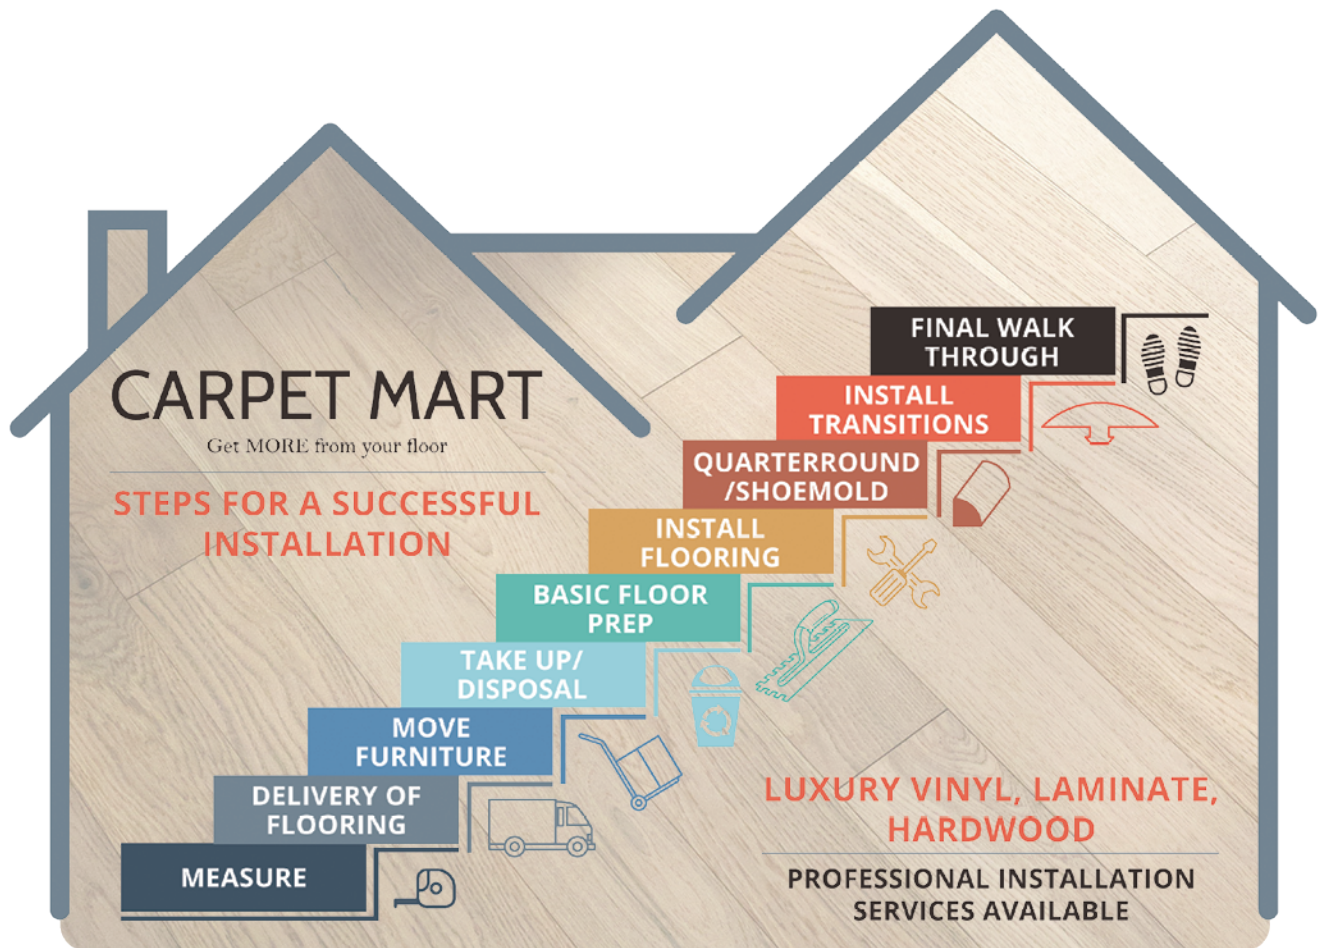 CARPET MART
Get MORE from your floor
STEPS FOR A SUCCESSFUL
INSTALLATION
FINAL WALK
THROUGH
INSTALL
TRANSITIONS
QUARTERROUND
/SHOEMOLD
INSTALL
FLOORING
BASIC FLOOR
PREP
TAKE UP/
DISPOSAL
MOVE
FURNITURE
DELIVERY OF
FLOORING
MEASURE
LUXURY VINYL, LAMINATE,
HARDWOOD
PROFESSIONAL INSTALLATION
SERVICES AVAILABLE